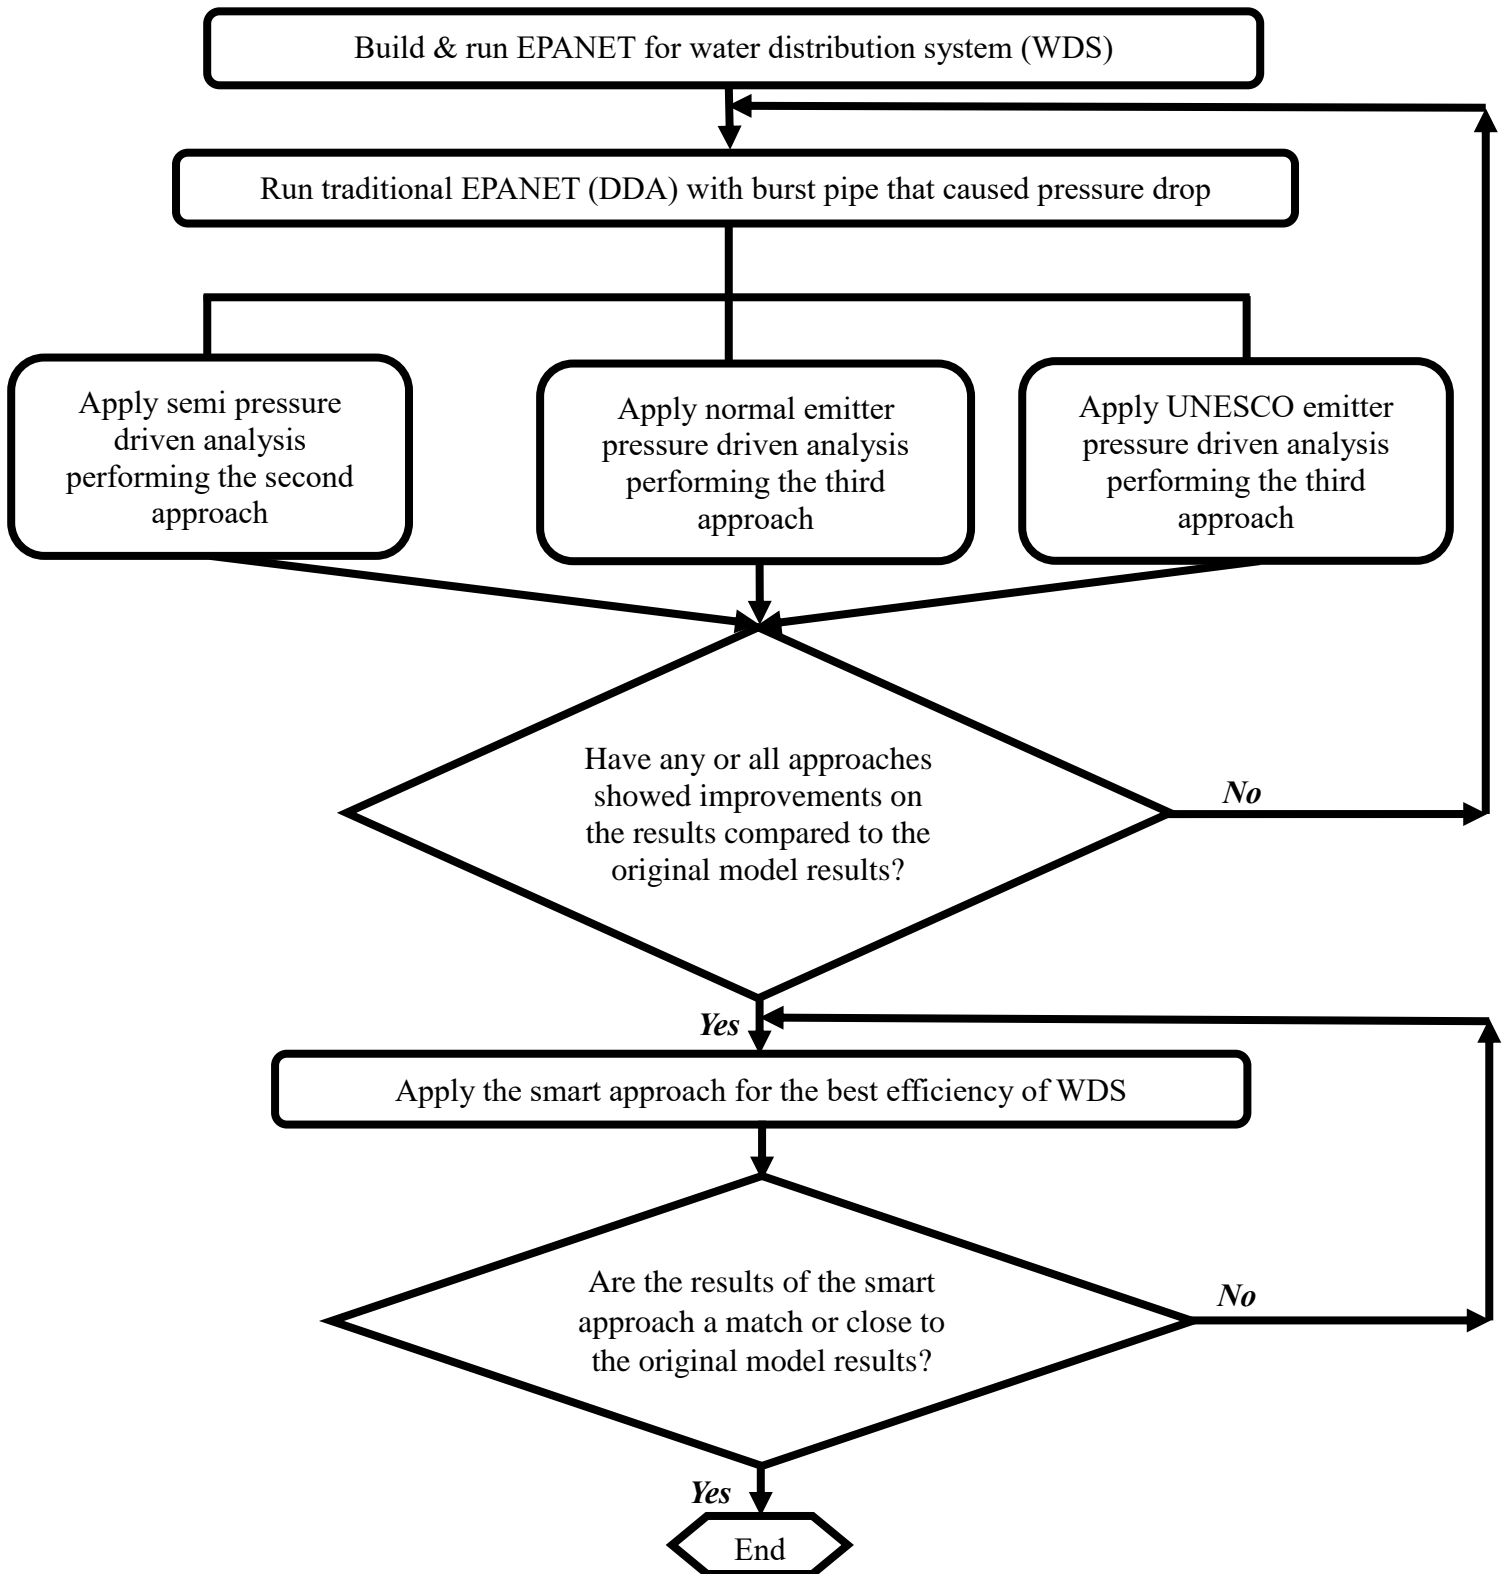 Build & run EPANET for water distribution system (WDS)
Run traditional EPANET (DDA) with burst pipe that caused pressure drop
Apply semi pressure
driven analysis
performing the second
approach
Apply normal emitter
pressure driven analysis
performing the third
approach
Apply UNESCO emitter
pressure driven analysis
performing the third
approach
Have any or all approaches
showed improvements on
the results compared to the
original model results?
No
Yes
Apply the smart approach for the best efficiency of WDS
Are the results of the smart
approach a match or close to
the original model results?
No
Yes
End